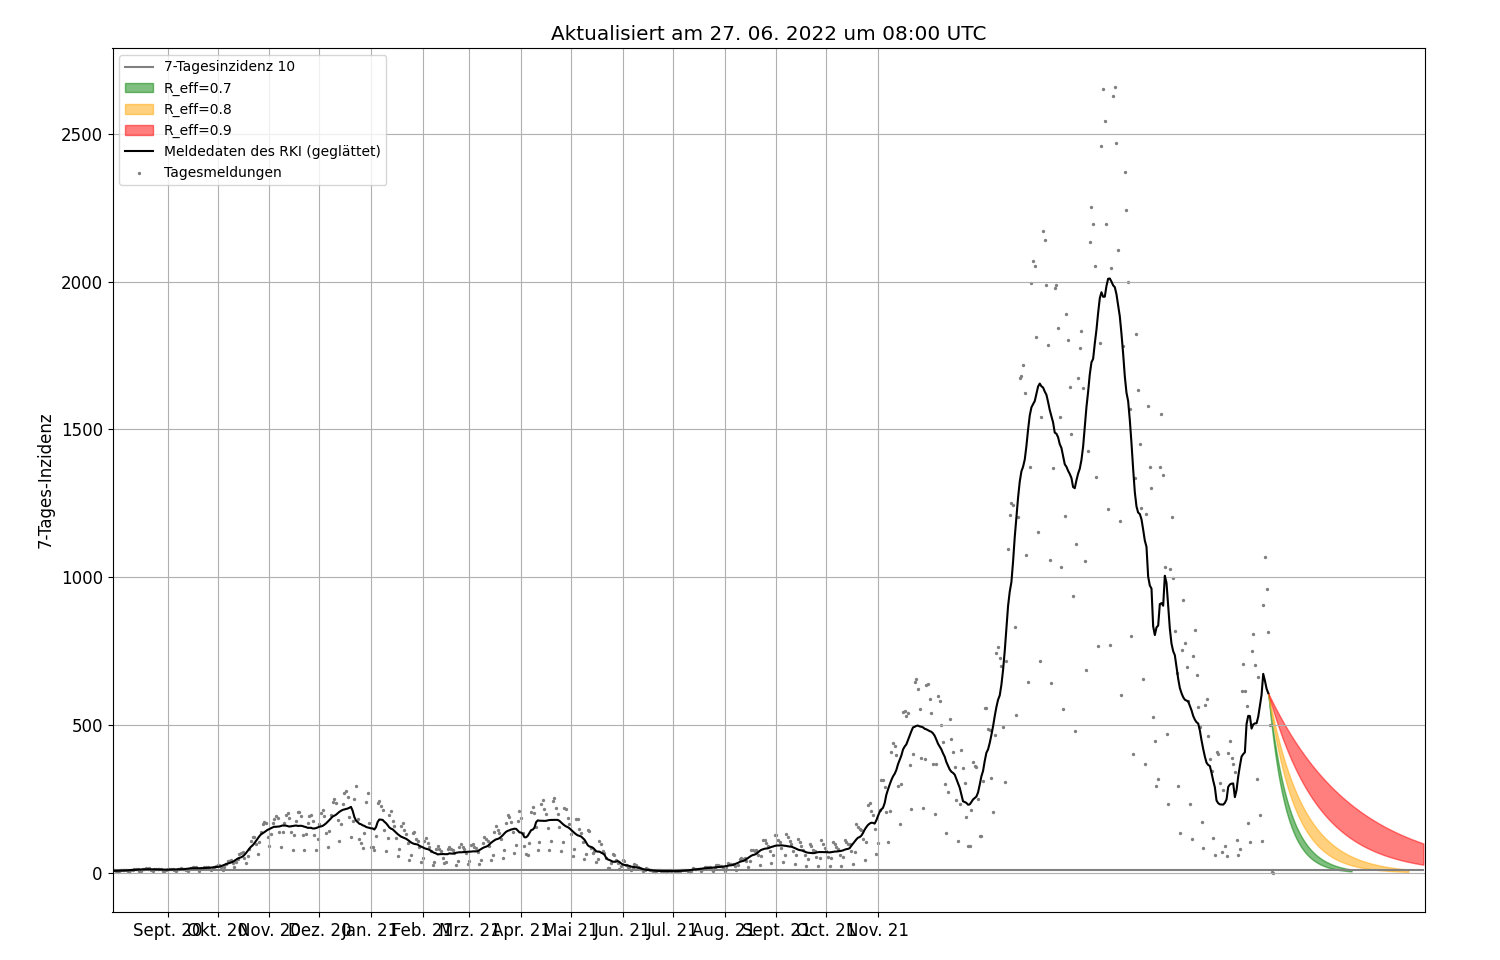 Aktualisiert am 27. 06. 2022 um 08:00 UTC
7-Tagesinzidenz 10
R_eff=0.7
R_eff=0.8
R_eff=0.9
Meldedaten des RKI (geglättet)
Tagesmeldungen
7-Tages-Inzidenz
2500
2000
1500
1000
500
0
Sept. 20 Okt. 20 Nov. 20 Dez. 20 Jan. 21 Feb. 21 Mrz. 21 Apr. 21 Mai 21 Jun. 21 Jul. 21 Aug. 21 Sept. 21 Oct. 21 Nov. 21